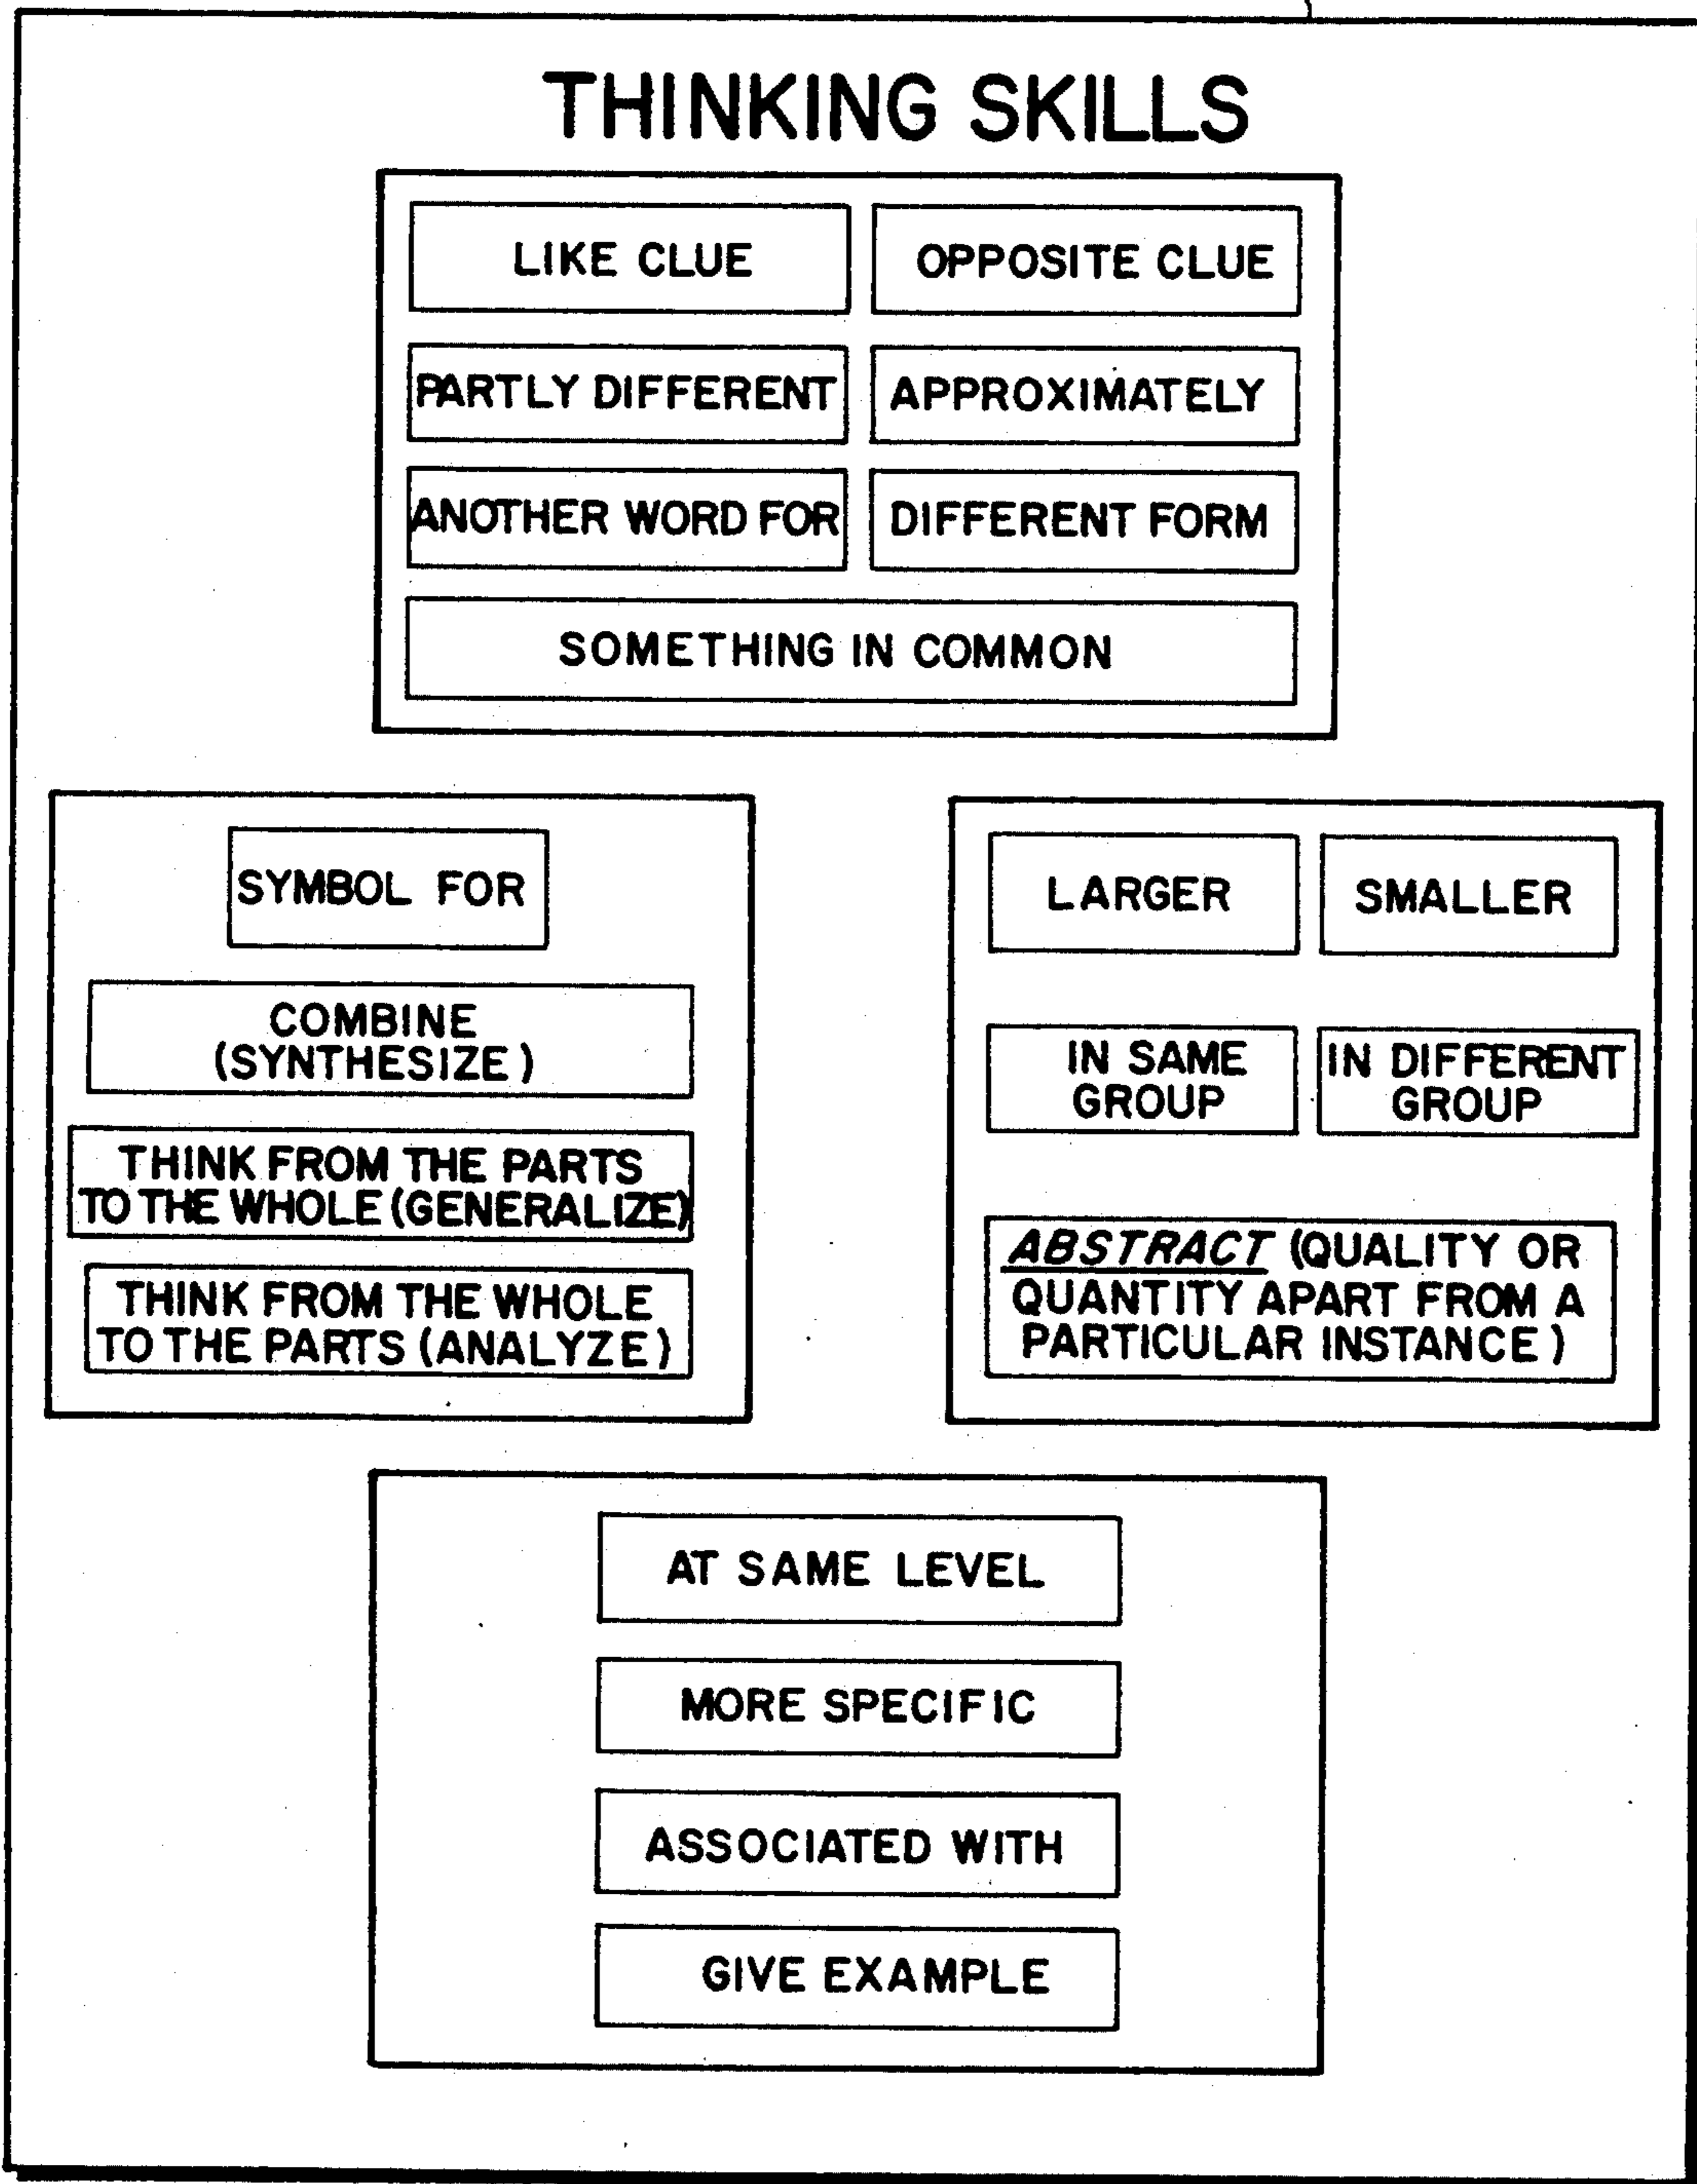 THINKING SKILLS
LIKE CLUE
OPPOSITE CLUE
PARTLY DIFFERENT
APPROXIMATELY
ANOTHER WORD FOR
DIFFERENT FORM
SOMETHING IN COMMON
SYMBOL FOR
COMBINE
(SYNTHESIZE)
THINK FROM THE PARTS
TO THE WHOLE (GENERALIZE)
THINK FROM THE WHOLE
TO THE PARTS (ANALYZE)
LARGER
SMALLER
IN SAME
GROUP
IN DIFFERENT
GROUP
ABSTRACT (QUALITY OR
QUANTITY APART FROM A
PARTICULAR INSTANCE)
AT SAME LEVEL
MORE SPECIFIC
ASSOCIATED WITH
GIVE EXAMPLE